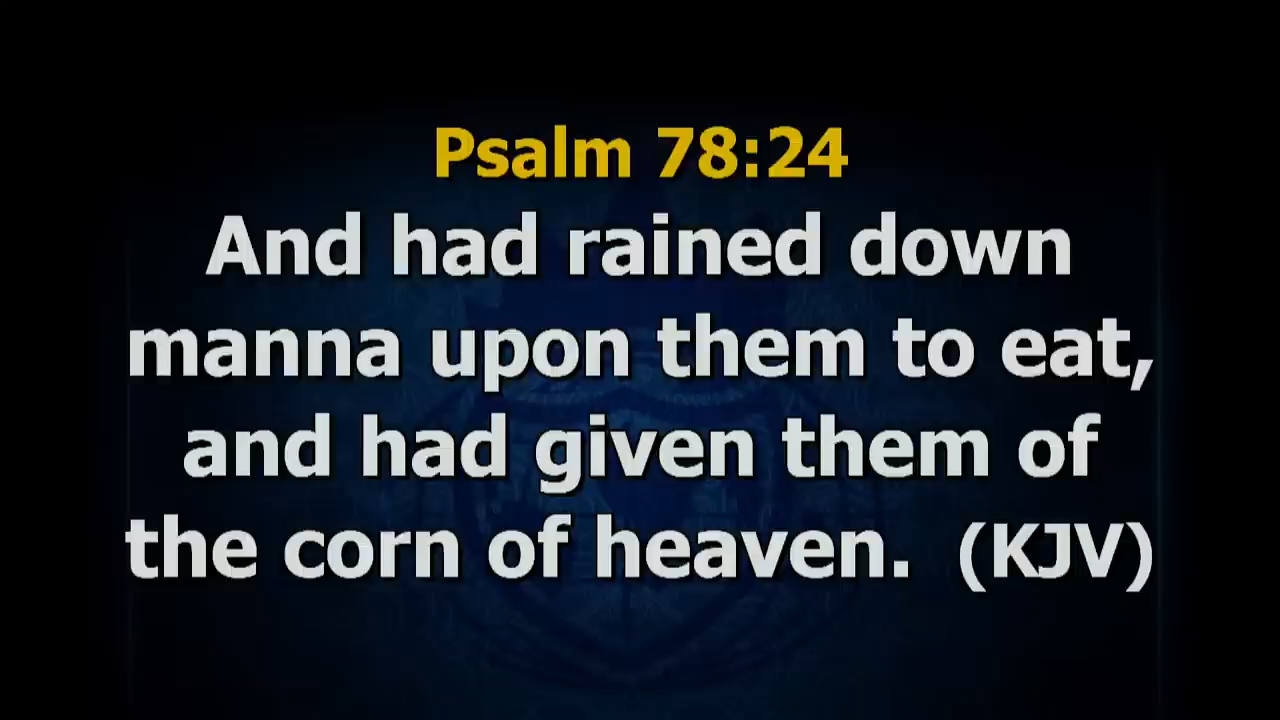 Psalm 78:24
And had rained down
manna upon them to eat,
and had given them of
the corn of heaven.  (KJV)